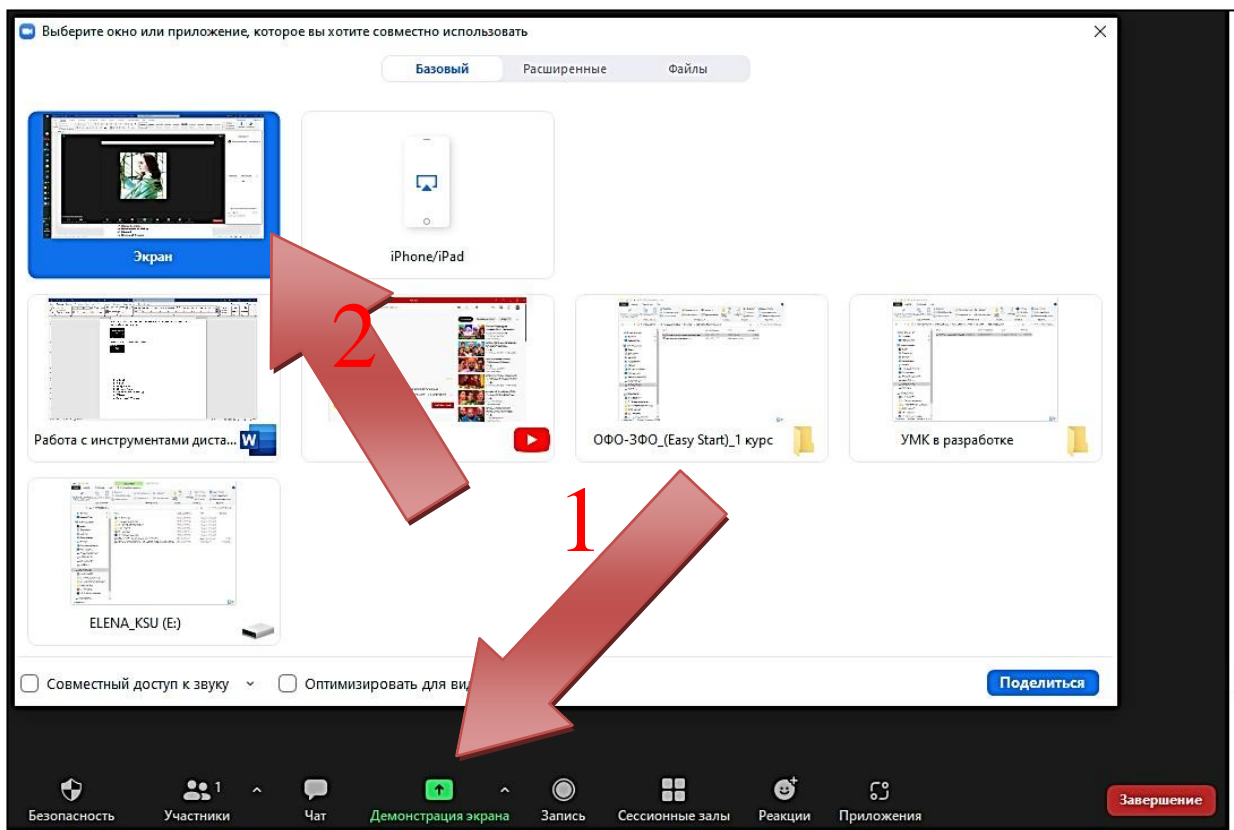 Выберите окно или приложение, которое вы хотите совместно использовать
Базовый Расширенные Файлы
Экран
iPhone/iPad
2
Работа с инструментами диста...
W
ОФО-ЗФО_(Easy Start)_1 курс
УМК в разработке
1
ELENA_KSU (E:)
Совместный доступ к звуку
Оптимизировать для ви
Поделиться
1
Безопасность Участники Чат Демонстрация экрана Запись Сессионные залы Реакции Приложения
Завершение